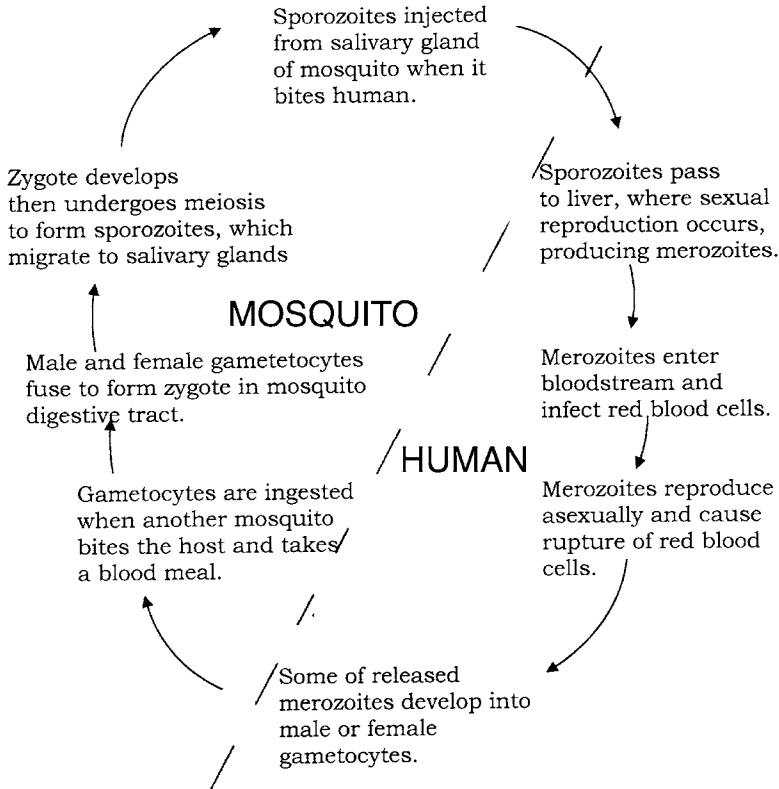 Sporozoites injected
from salivary gland
of mosquito when it
bites human.
Sporozoites pass
to liver, where sexual
reproduction occurs,
producing merozoites.
Merozoites enter
bloodstream and
infect red blood cells.
Merozoites reproduce
asexually and cause
rupture of red blood
cells.
Some of released
merozoites develop into
male or female
gametocytes.
Gametocytes are ingested
when another mosquito
bites the host and takes
a blood meal.
Male and female gametetocytes
fuse to form zygote in mosquito
digestive tract.
Zygote develops
then undergoes meiosis
to form sporozoites, which
migrate to salivary glands
MOSQUITO
HUMAN